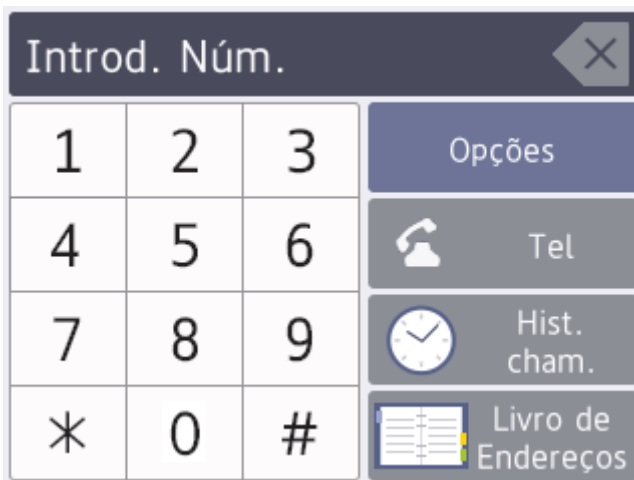 Introd. Núm.
1 2 3
Opções
4 5 6
Tel
7 8 9
Hist.
cham.
* 0 #
Livro de
Endereços